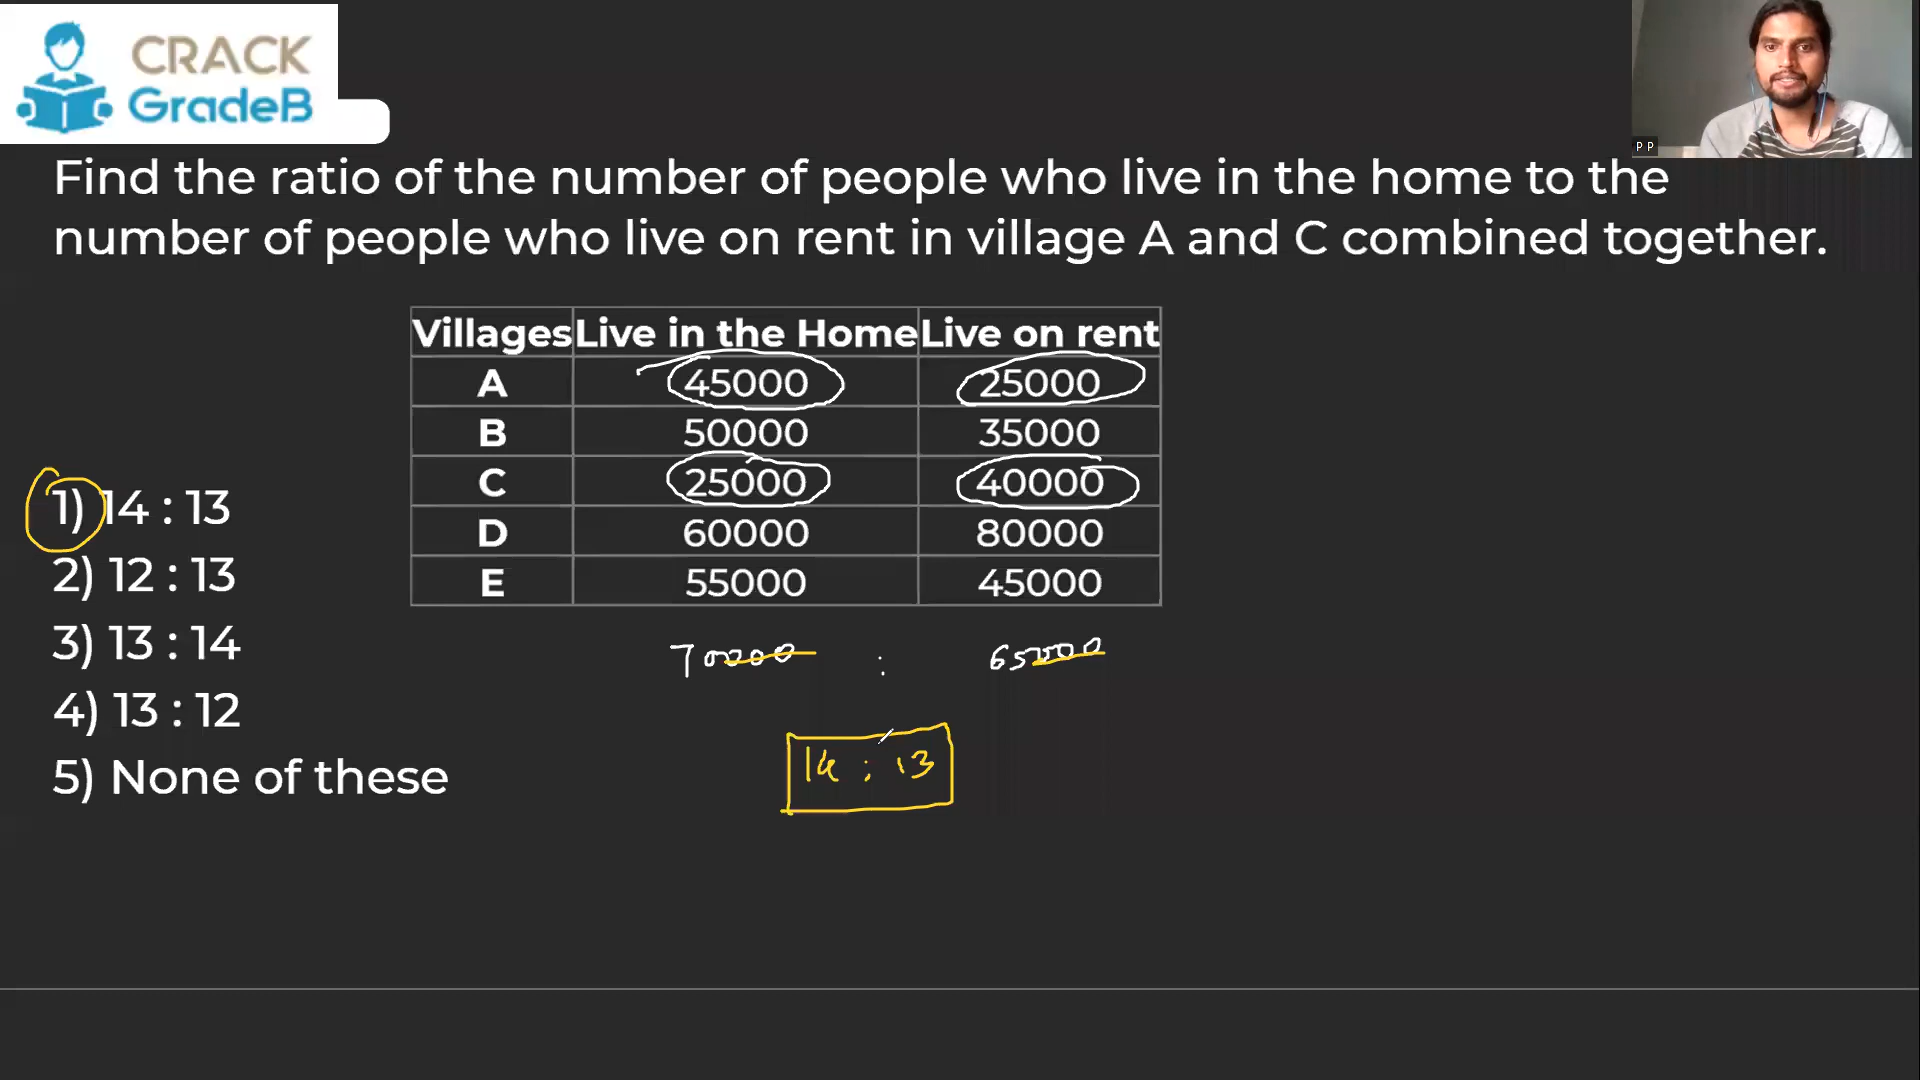 CRACK
GradeB
P P
Find the ratio of the number of people who live in the home to the
number of people who live on rent in village A and C combined together.
Villages Live in the Home Live on rent
A 45000 25000
B 50000 35000
C 25000 40000
D 60000 80000
E 55000 45000
1) 14 : 13
2) 12 : 13
3) 13 : 14
4) 13 : 12
5) None of these
70000 : 65000
14 : 13